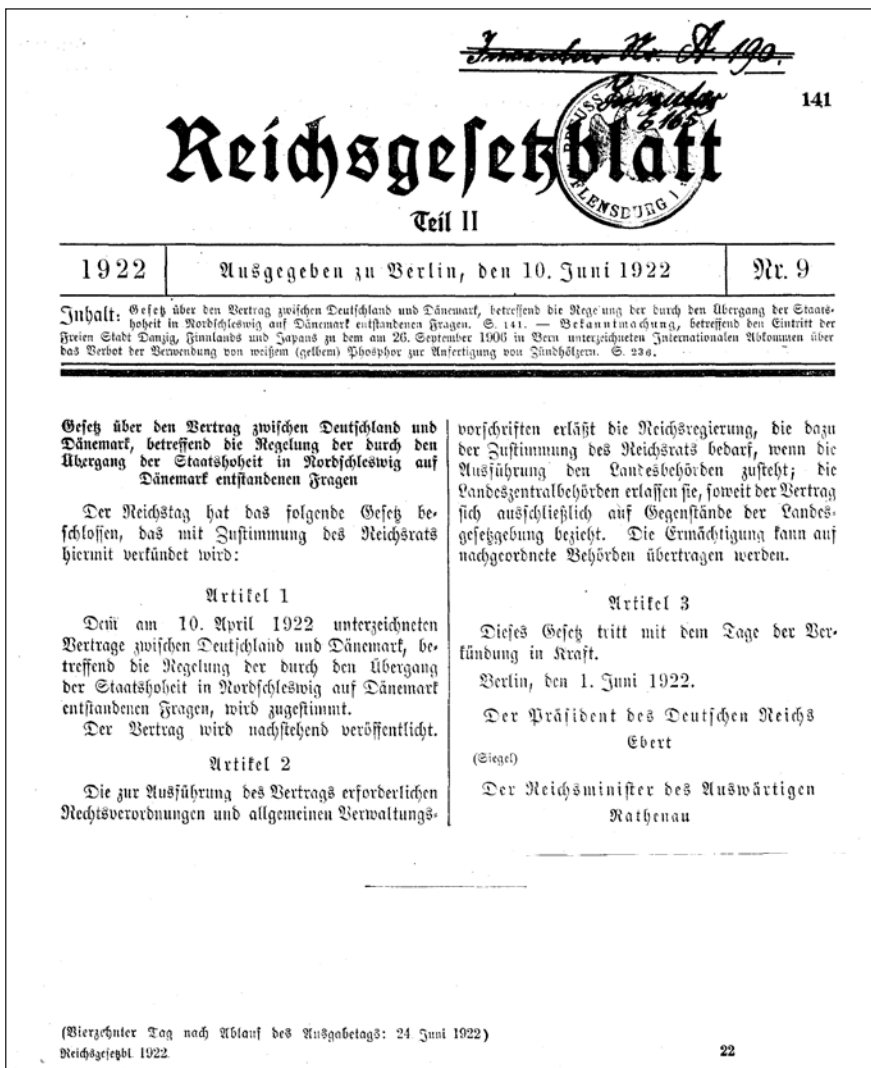 Inventar Nr. A. 190.
Inventar
E 165
141
Reichsgesetzblatt
FLENSBURG 1
Teil II
1922
Ausgegeben zu Berlin, den 10. Juni 1922
Nr. 9
Inhalt: Gesetz über den Vertrag zwischen Deutschland und Dänemark, betreffend die Regelung der durch den Übergang der Staats-
hoheit in Nordschleswig auf Dänemark entstandenen Fragen. S. 141. — Bekanntmachung, betreffend den Eintritt der
Freien Stadt Danzig, Finnlands und Japans zu dem am 26. September 1906 in Bern unterzeichneten Internationalen Abkommen über
das Verbot der Verwendung von weißem (gelbem) Phosphor zur Anfertigung von Zündhölzern. S. 236.
Gesetz über den Vertrag zwischen Deutschland und
Dänemark, betreffend die Regelung der durch den
Übergang der Staatshoheit in Nordschleswig auf
Dänemark entstandenen Fragen
Der Reichstag hat das folgende Gesetz be-
schlossen, das mit Zustimmung des Reichsrats
hiermit verkündet wird:
Artikel 1
Dem am 10. April 1922 unterzeichneten
Vertrage zwischen Deutschland und Dänemark, be-
treffend die Regelung der durch den Übergang
der Staatshoheit in Nordschleswig auf Dänemark
entstandenen Fragen, wird zugestimmt.
Der Vertrag wird nachstehend veröffentlicht.
Artikel 2
Die zur Ausführung des Vertrags erforderlichen
Rechtsverordnungen und allgemeinen Verwaltungs-
vorschriften erläßt die Reichsregierung, die dazu
der Zustimmung des Reichsrats bedarf, wenn die
Ausführung den Landesbehörden zusteht; die
Landeszentralbehörden erlassen sie, soweit der Vertrag
sich ausschließlich auf Gegenstände der Landes-
gesetzgebung bezieht. Die Ermächtigung kann auf
nachgeordnete Behörden übertragen werden.
Artikel 3
Dieses Gesetz tritt mit dem Tage der Ver-
kündung in Kraft.
Berlin, den 1. Juni 1922.
Der Präsident des Deutschen Reichs
Ebert
(Siegel)
Der Reichsminister des Auswärtigen
Rathenau
(Vierzehnter Tag nach Ablauf des Ausgabetags: 24. Juni 1922)
Reichsgesetzbl. 1922.
22